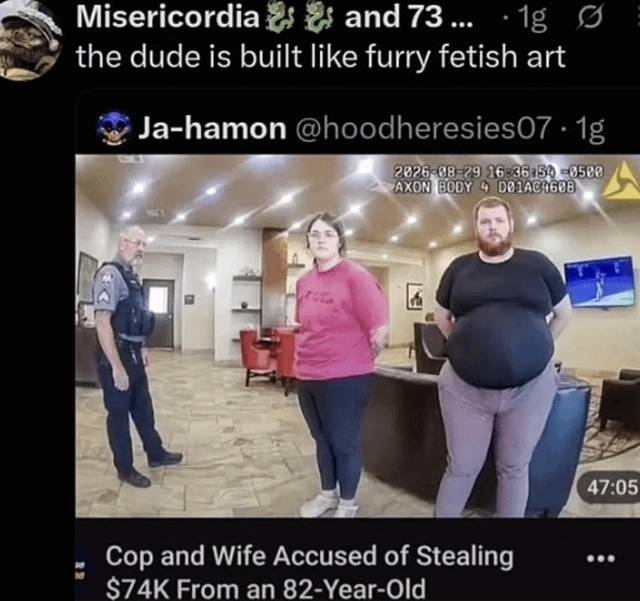 Misericordia🐉 🐉 and 73 ... · 1g
the dude is built like furry fetish art
Ja-hamon @hoodheresies07 · 1g
2026-08-29 16:36:54 -0500
AXON BODY 4 D01AC4608
47:05
Cop and Wife Accused of Stealing
$74K From an 82-Year-Old